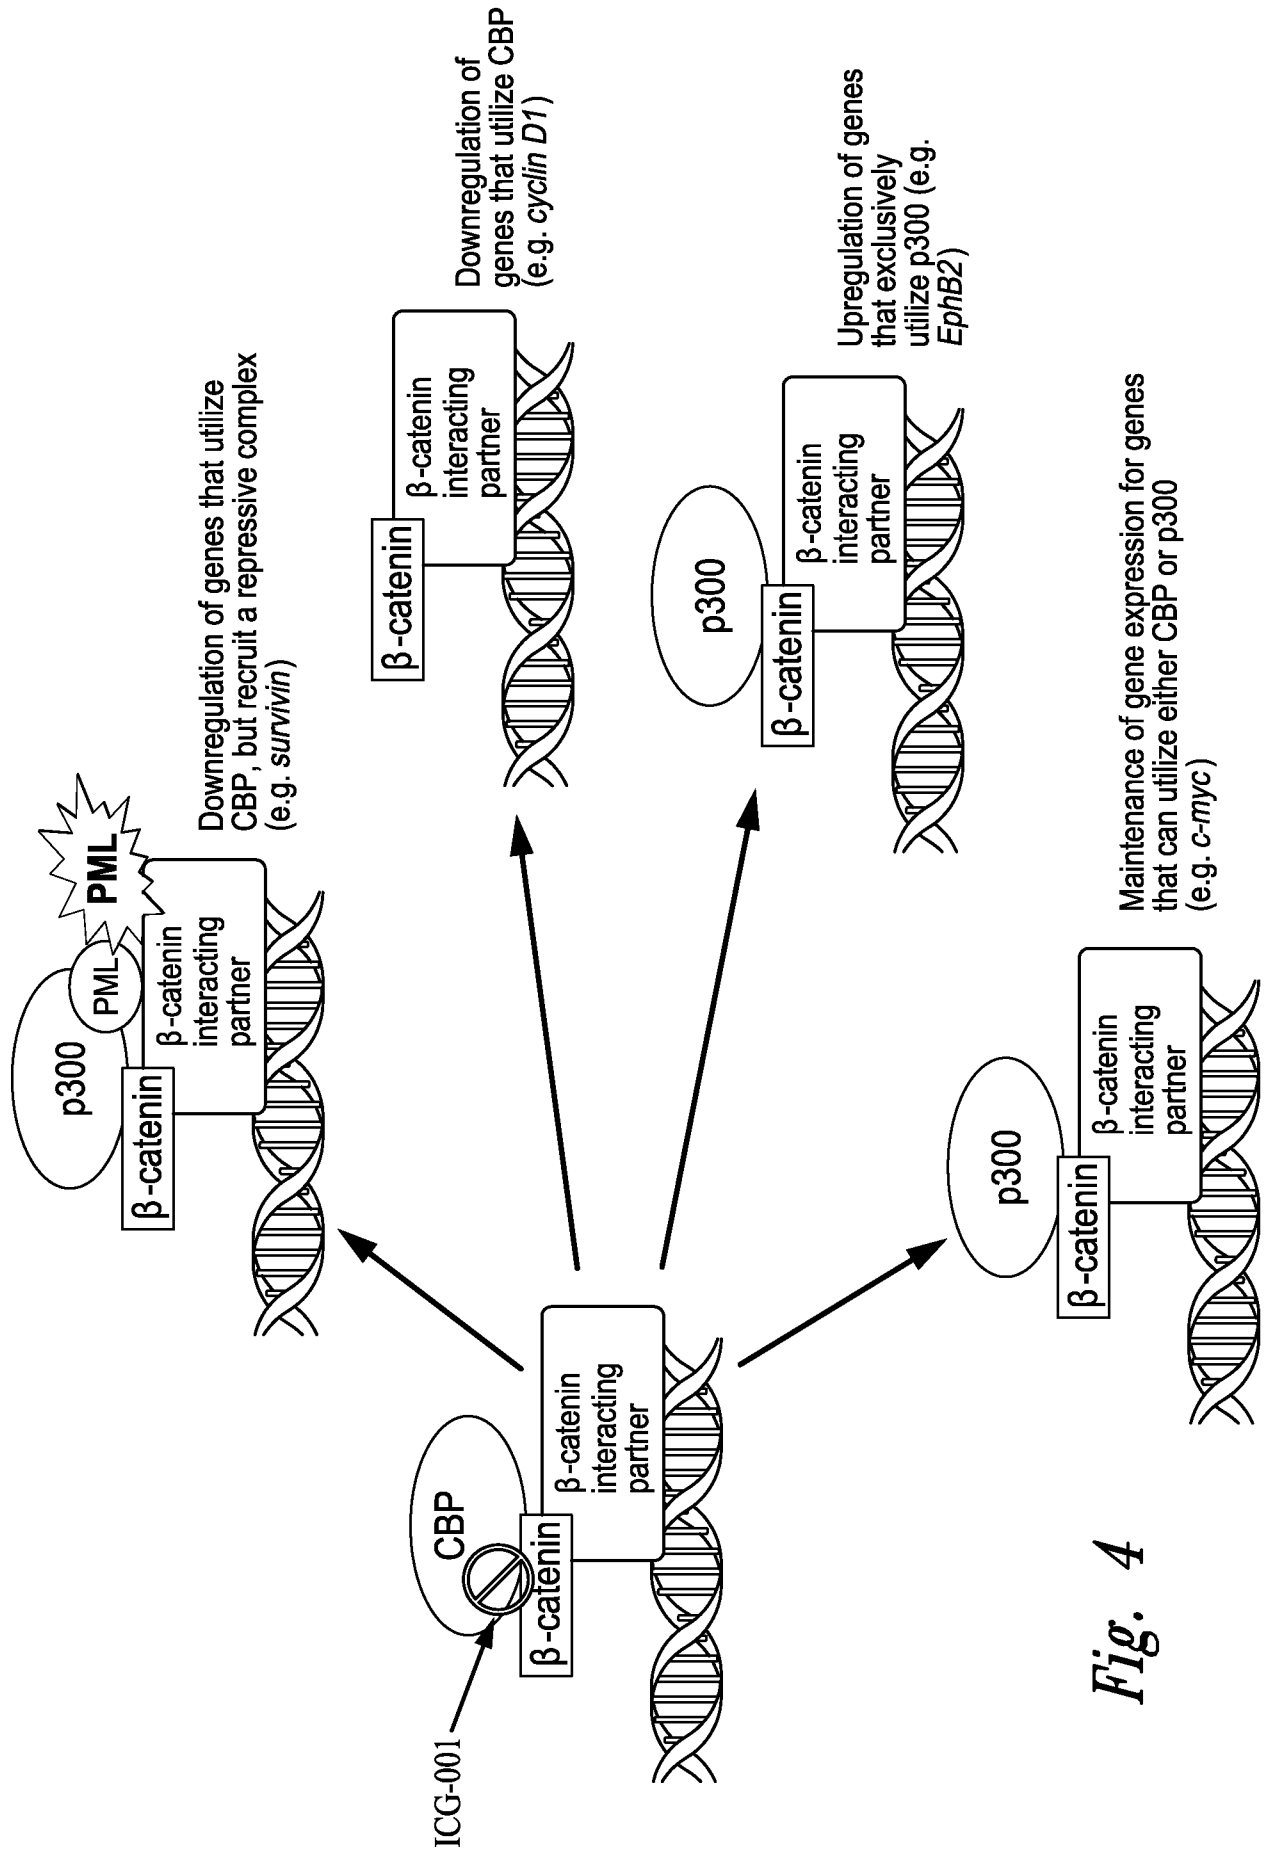 ICG-001
CBP
β-catenin
β-catenin
interacting
partner
p300
PML
PML
β-catenin
β-catenin
interacting
partner
Downregulation of genes that utilize
CBP, but recruit a repressive complex
(e.g. survivin)
β-catenin
β-catenin
interacting
partner
Downregulation of
genes that utilize CBP
(e.g. cyclin D1)
p300
β-catenin
β-catenin
interacting
partner
Upregulation of genes
that exclusively
utilize p300 (e.g.
EphB2)
p300
β-catenin
β-catenin
interacting
partner
Maintenance of gene expression for genes
that can utilize either CBP or p300
(e.g. c-myc)
Fig. 4